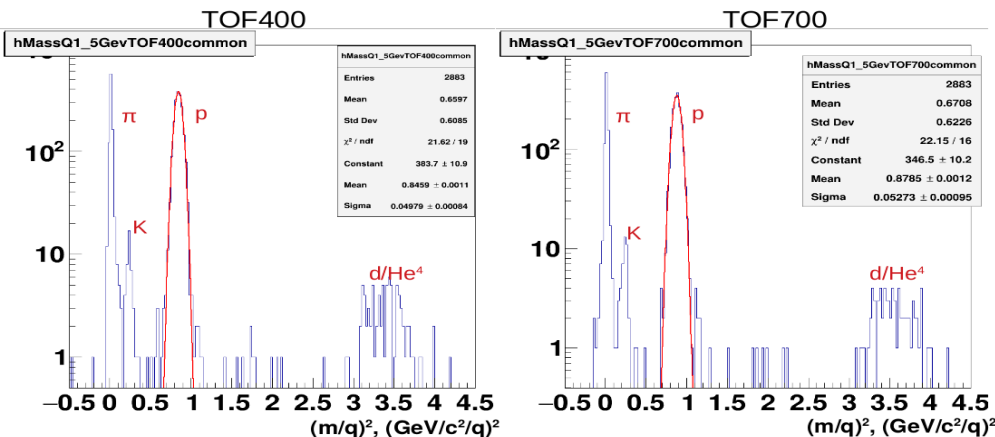 TOF400
hMassQ1_5GevTOF400common
hMassQ1_5GevTOF400common
Entries 2883
Mean 0.6597
Std Dev 0.6085
χ² / ndf 21.62 / 19
Constant 383.7 ± 10.9
Mean 0.8459 ± 0.0011
Sigma 0.04979 ± 0.00084
π
p
K
d/He⁴
10²
10
1
−0.5 0 0.5 1 1.5 2 2.5 3 3.5 4 4.5
(m/q)², (GeV/c²/q)²
TOF700
hMassQ1_5GevTOF700common
hMassQ1_5GevTOF700common
Entries 2883
Mean 0.6708
Std Dev 0.6226
χ² / ndf 22.15 / 16
Constant 346.5 ± 10.2
Mean 0.8785 ± 0.0012
Sigma 0.05273 ± 0.00095
π
p
K
d/He⁴
10²
10
1
−0.5 0 0.5 1 1.5 2 2.5 3 3.5 4 4.5
(m/q)², (GeV/c²/q)²